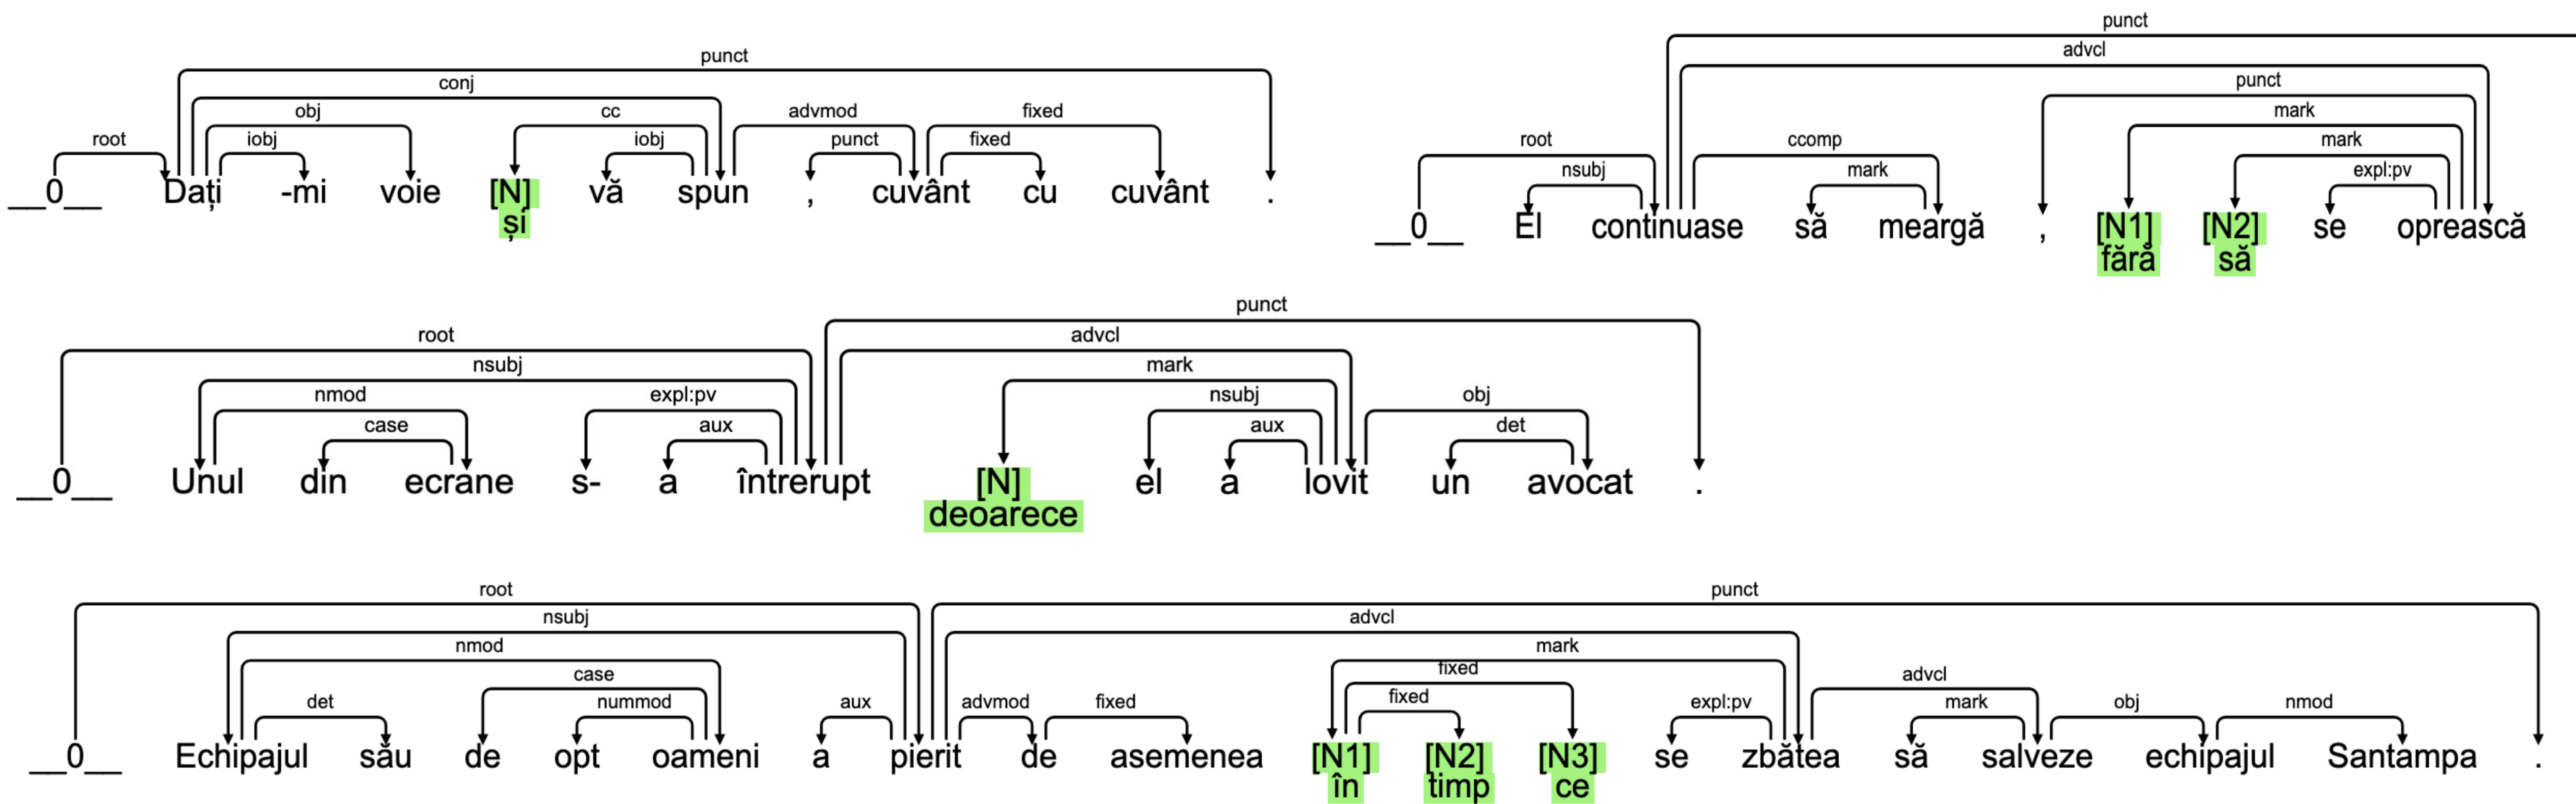 punct
conj
obj cc advmod fixed
root iobj iobj punct fixed
__0__ Dați -mi voie [N] vă spun , cuvânt cu cuvânt .
și
punct
advcl
punct
mark
root ccomp mark
nsubj mark expl:pv
__0__ El continuase să meargă , [N1] [N2] se oprească
fără să
punct
root advcl
nsubj mark
nmod expl:pv nsubj obj
case aux aux det
__0__ Unul din ecrane s- a întrerupt [N] el a lovit un avocat .
deoarece
root punct
nsubj advcl
nmod mark
case fixed advcl
det nummod aux advmod fixed fixed expl:pv mark obj nmod
__0__ Echipajul său de opt oameni a pierit de asemenea [N1] [N2] [N3] se zbătea să salveze echipajul Santampa .
în timp ce